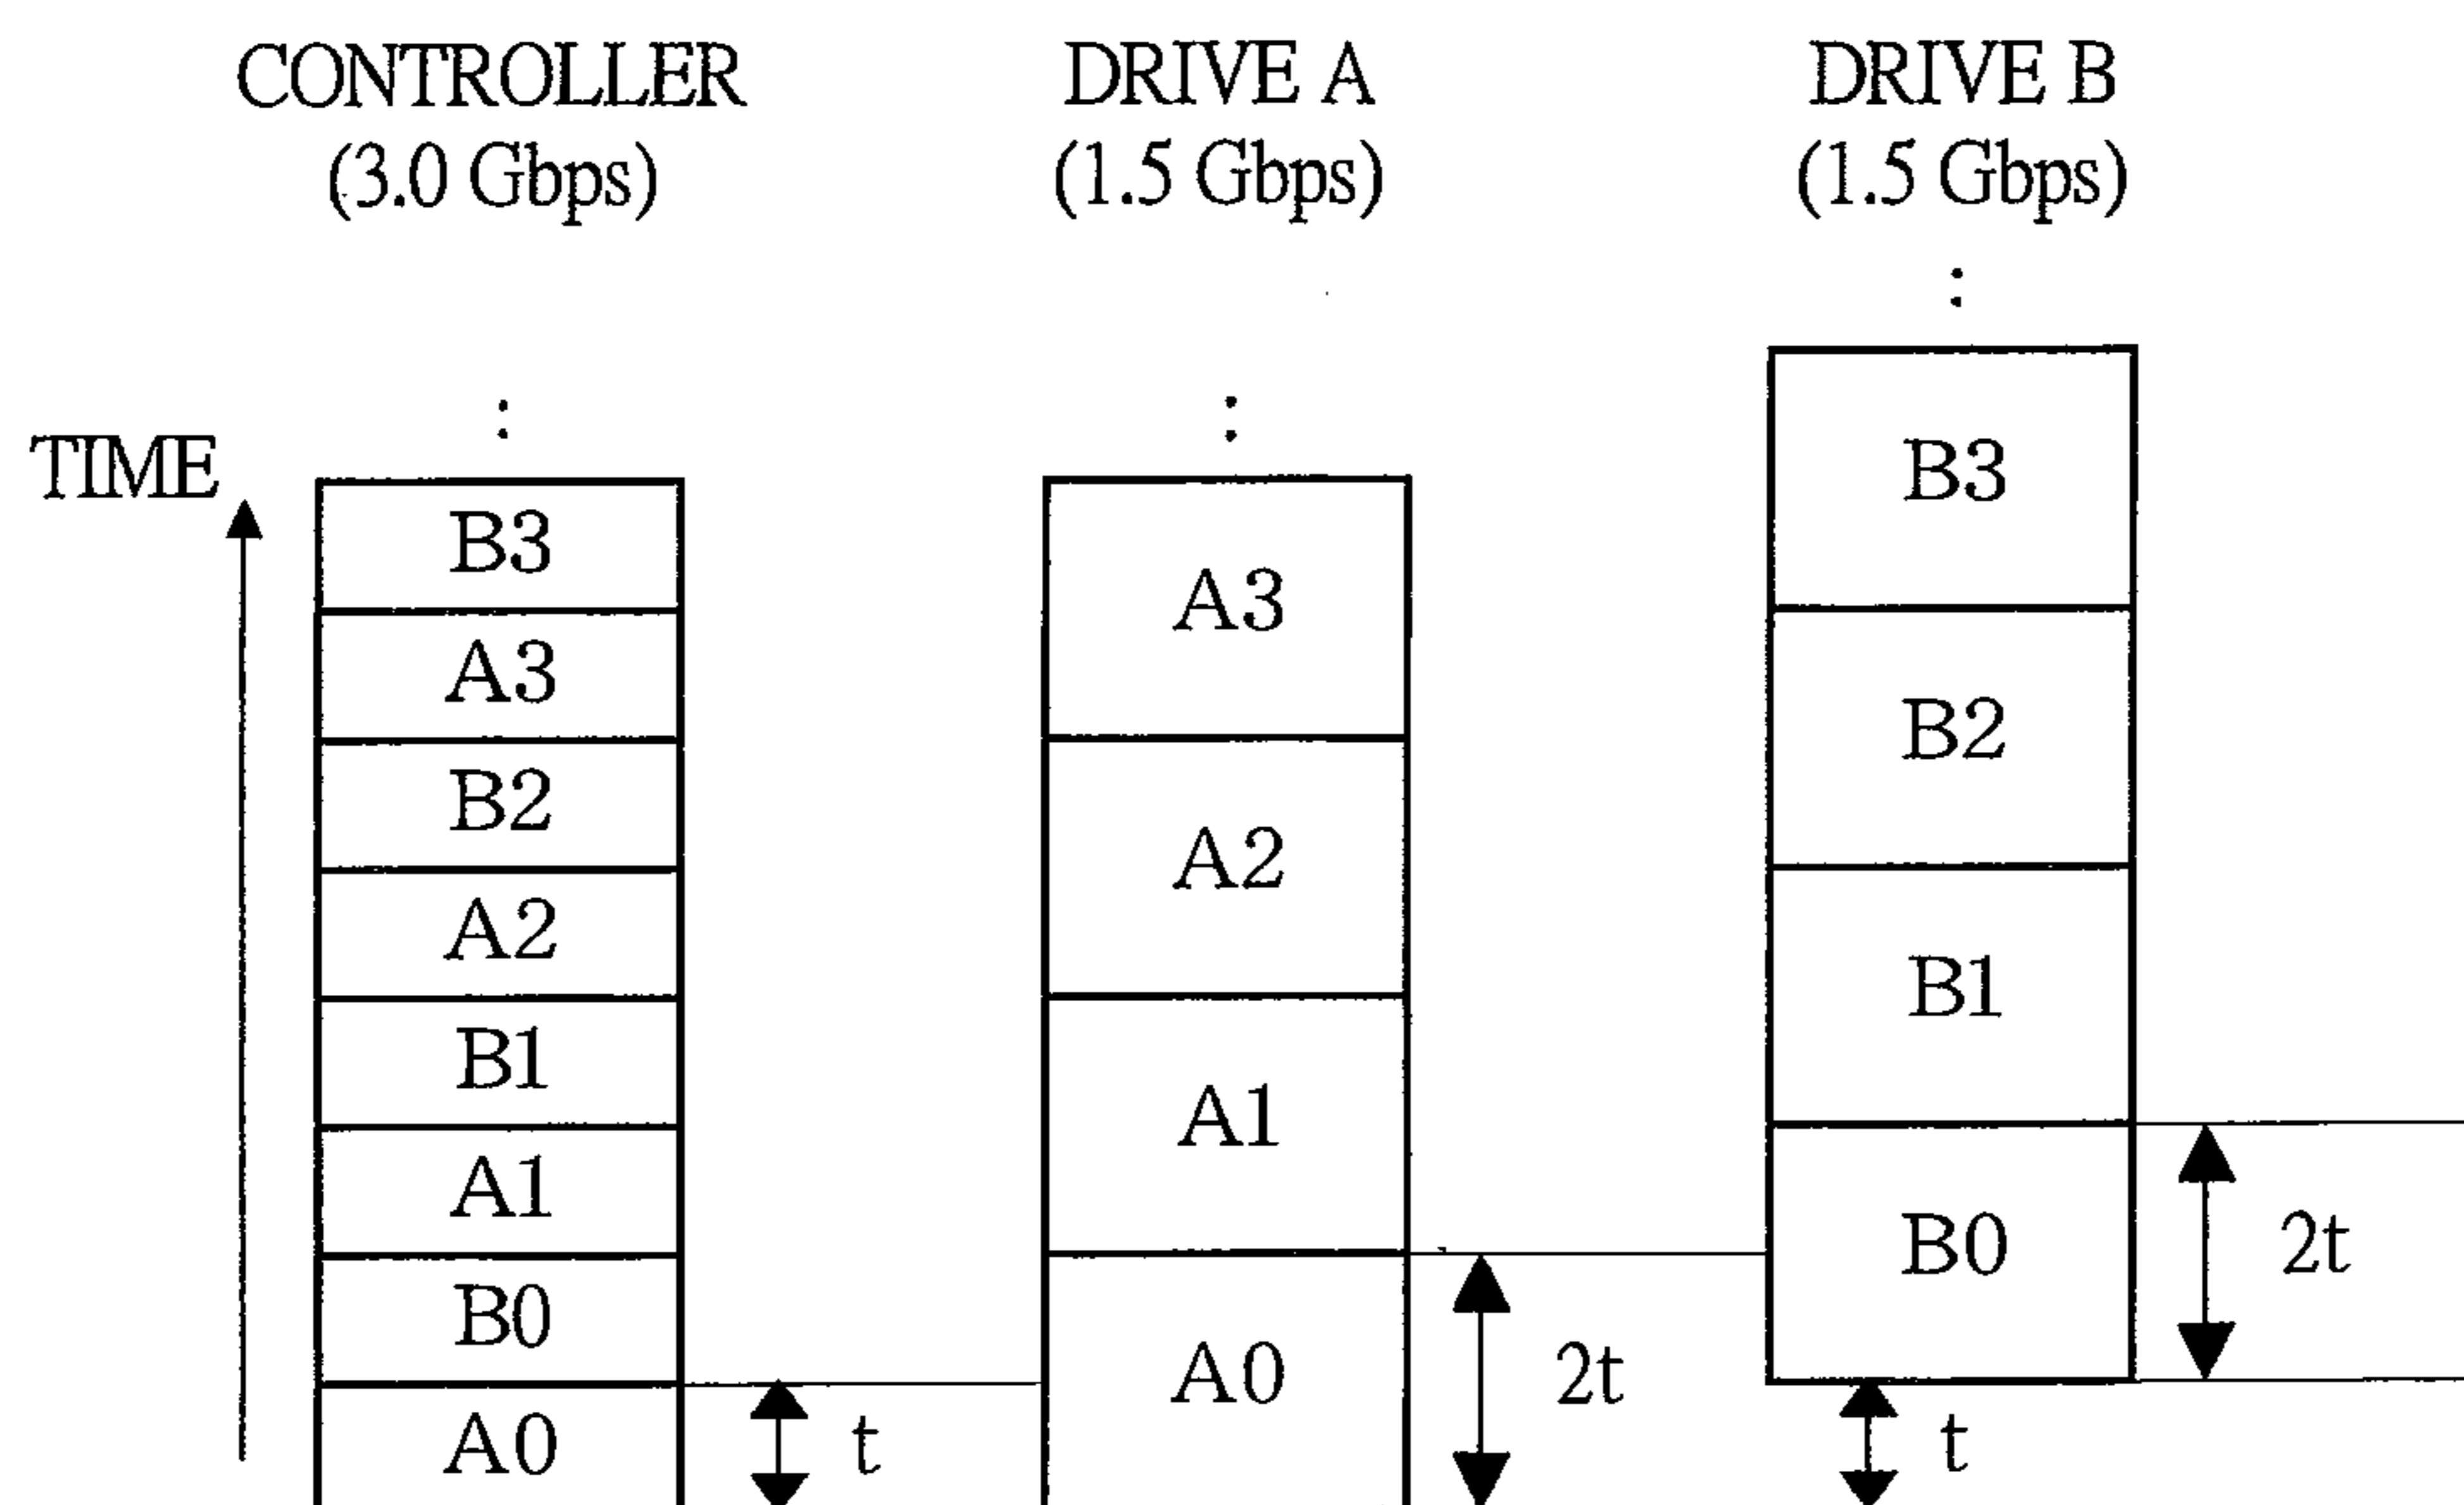 CONTROLLER
(3.0 Gbps)
DRIVE A
(1.5 Gbps)
DRIVE B
(1.5 Gbps)
:
:
:
TIME
B3
A3
B2
A2
B1
A1
B0
A0
t
A3
A2
A1
A0
2t
B3
B2
B1
B0
2t
t